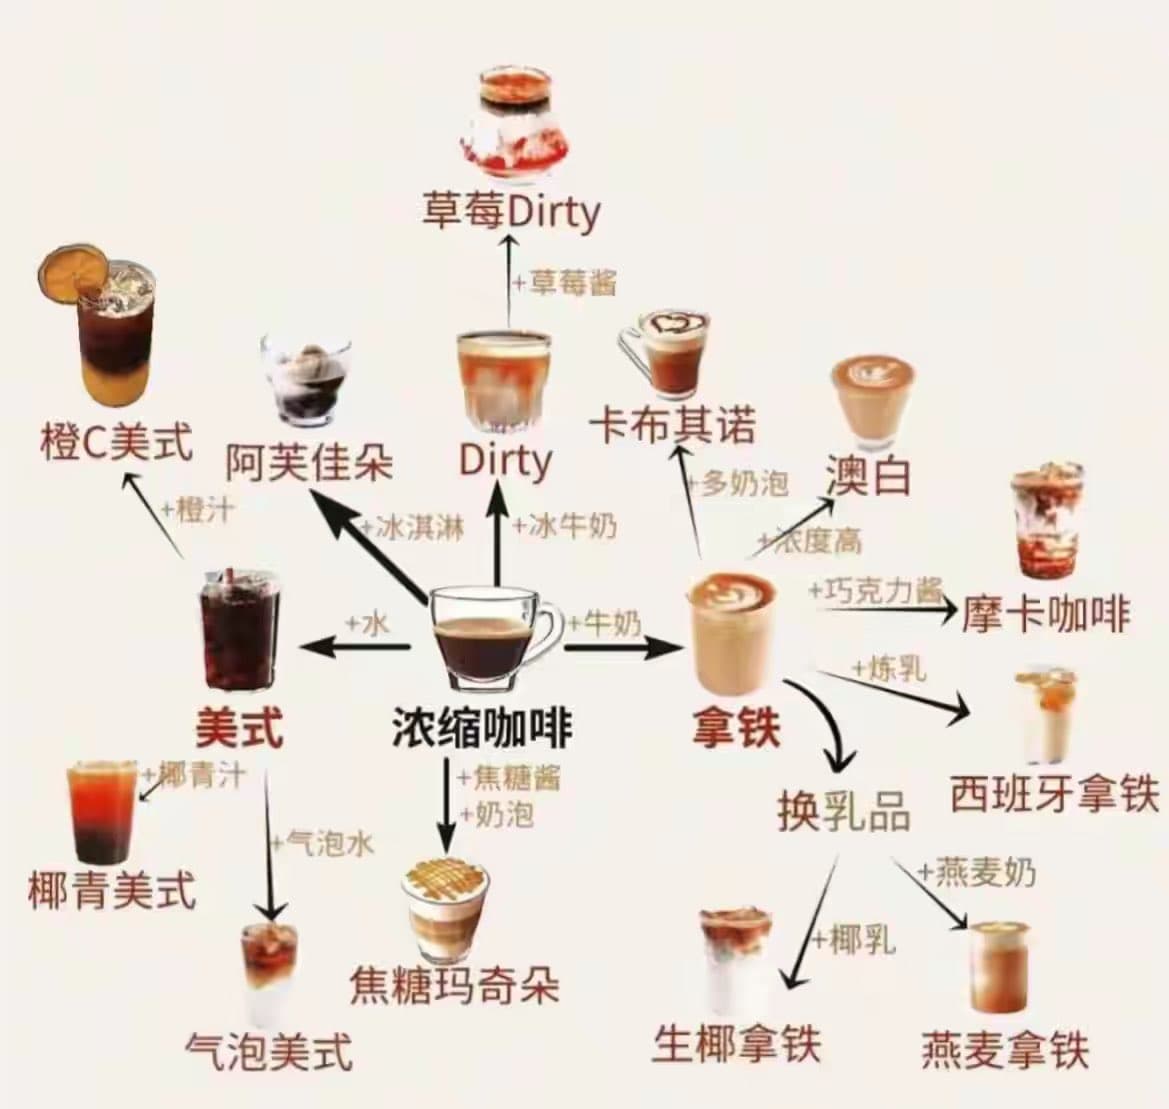 草莓Dirty
+草莓酱
橙C美式
阿芙佳朵
Dirty
卡布其诺
澳白
+橙汁
+冰淇淋
+冰牛奶
+多奶泡
+浓度高
+巧克力酱
摩卡咖啡
+水
+牛奶
+炼乳
美式
浓缩咖啡
拿铁
西班牙拿铁
+椰青汁
+焦糖酱
+奶泡
换乳品
+气泡水
椰青美式
+燕麦奶
+椰乳
焦糖玛奇朵
气泡美式
生椰拿铁
燕麦拿铁